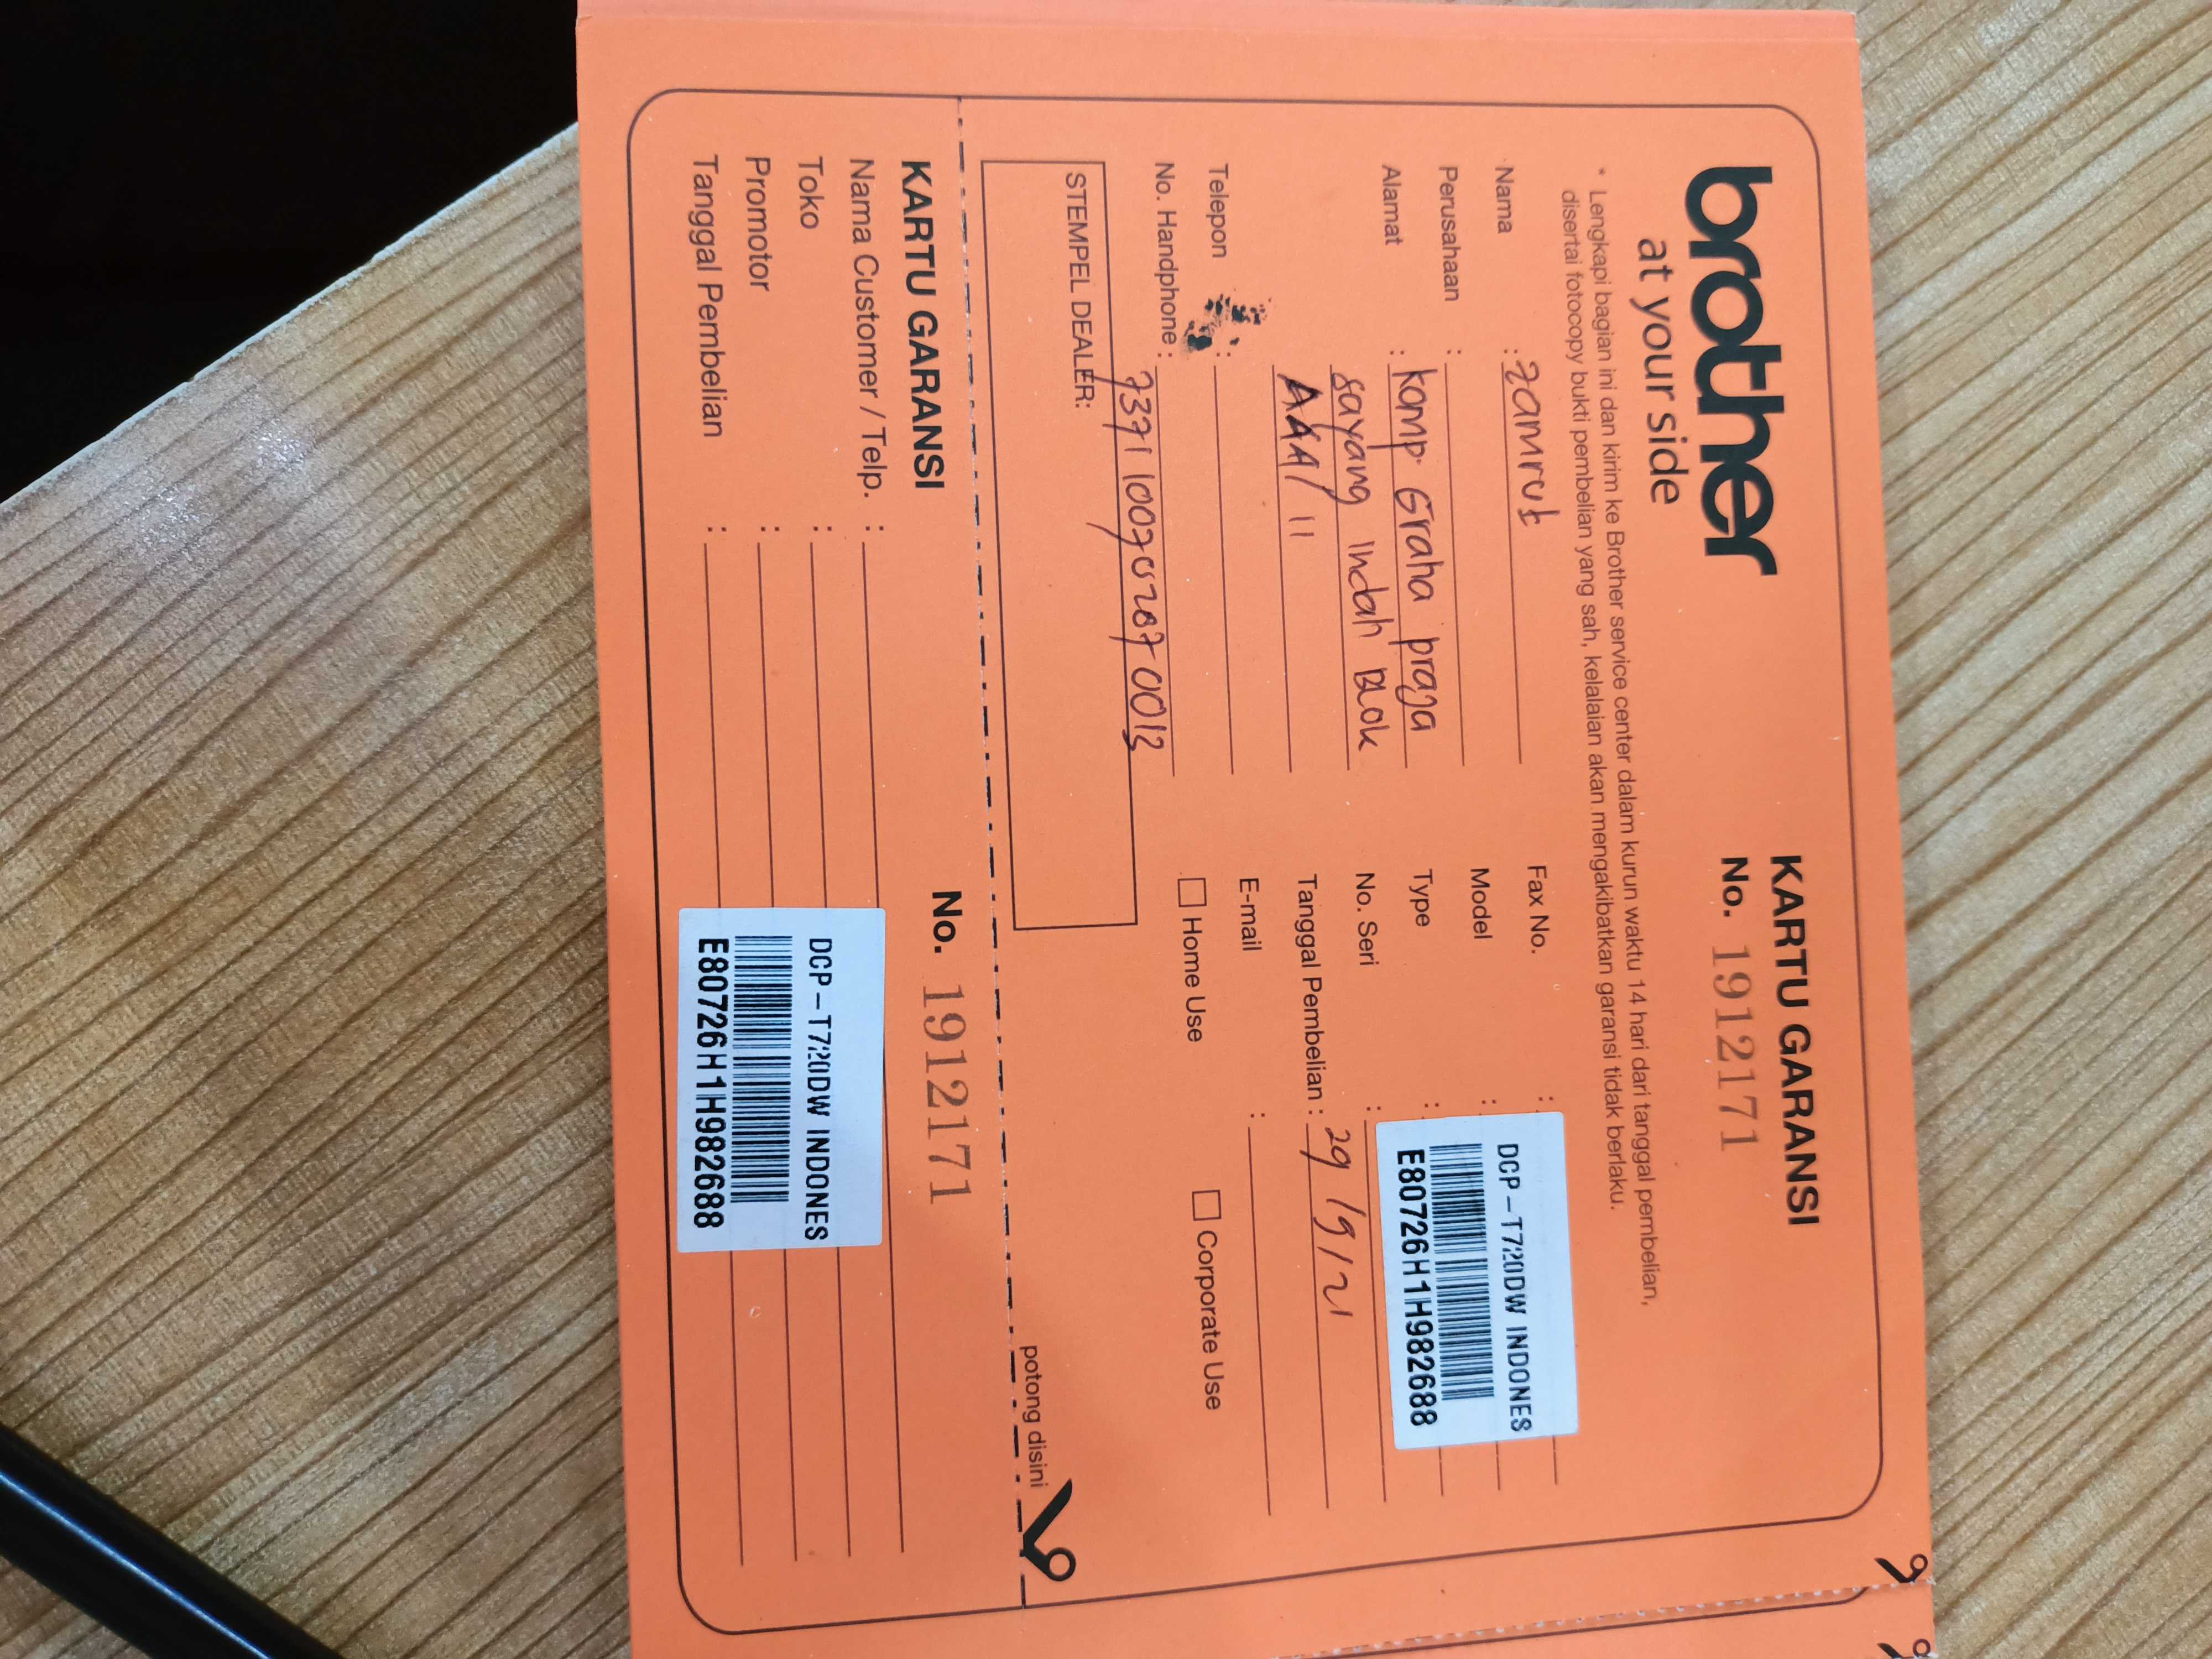 brother
at your side
KARTU GARANSI
No. 1912171
* Lengkapi bagian ini dan kirim ke Brother service center dalam kurun waktu 14 hari dari tanggal pembelian,
disertai fotocopy bukti pembelian yang sah, kelalaian akan mengakibatkan garansi tidak berlaku.
Nama : zamrut
Perusahaan :
Alamat : komp. Graha praja
sayang indah BLok
AAA/ 11
Telepon :
No. Handphone :
7371100707870013
Fax No. :
Model :
Type :
No. Seri :
DCP-T720DW INDONES
E80726H1H982688
Tanggal Pembelian : 29/9/21
E-mail :
Home Use
Corporate Use
STEMPEL DEALER:
potong disini
KARTU GARANSI
No. 1912171
Nama Customer / Telp. :
Toko :
Promotor :
Tanggal Pembelian :
DCP-T720DW INDONES
E80726H1H982688